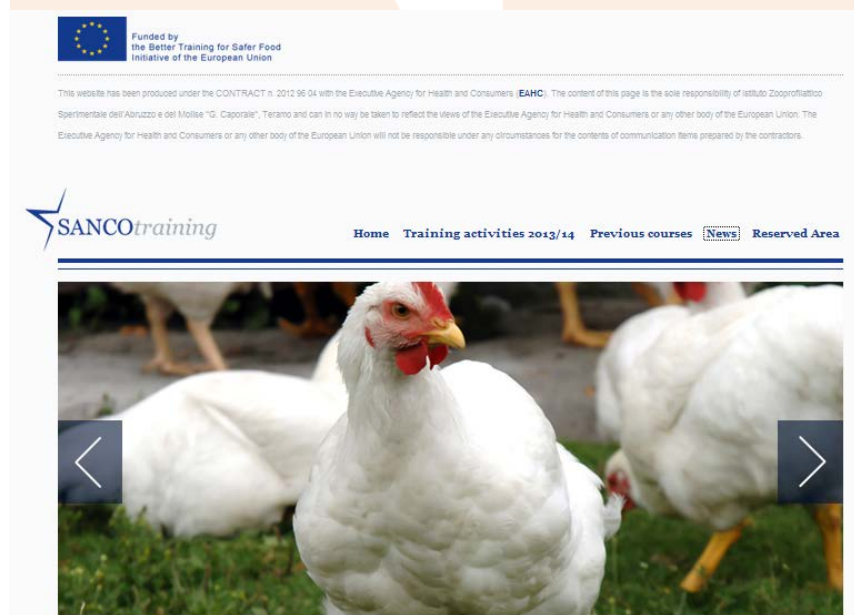 Funded by
the Better Training for Safer Food
Initiative of the European Union
This website has been produced under the CONTRACT n. 2012 96 04 with the Executive Agency for Health and Consumers (EAHC). The content of this page is the sole responsibility of Istituto Zooprofilattico
Sperimentale dell'Abruzzo e del Molise "G. Caporale", Teramo and can in no way be taken to reflect the views of the Executive Agency for Health and Consumers or any other body of the European Union. The
Executive Agency for Health and Consumers or any other body of the European Union will not be responsible under any circumstances for the contents of communication items prepared by the contractors.
SANCOtraining
Home Training activities 2013/14 Previous courses News Reserved Area